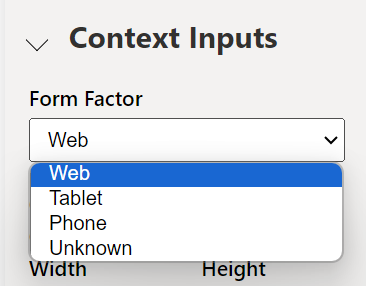 Context Inputs
Form Factor
Web
Web
Tablet
Phone
Unknown
Width Height